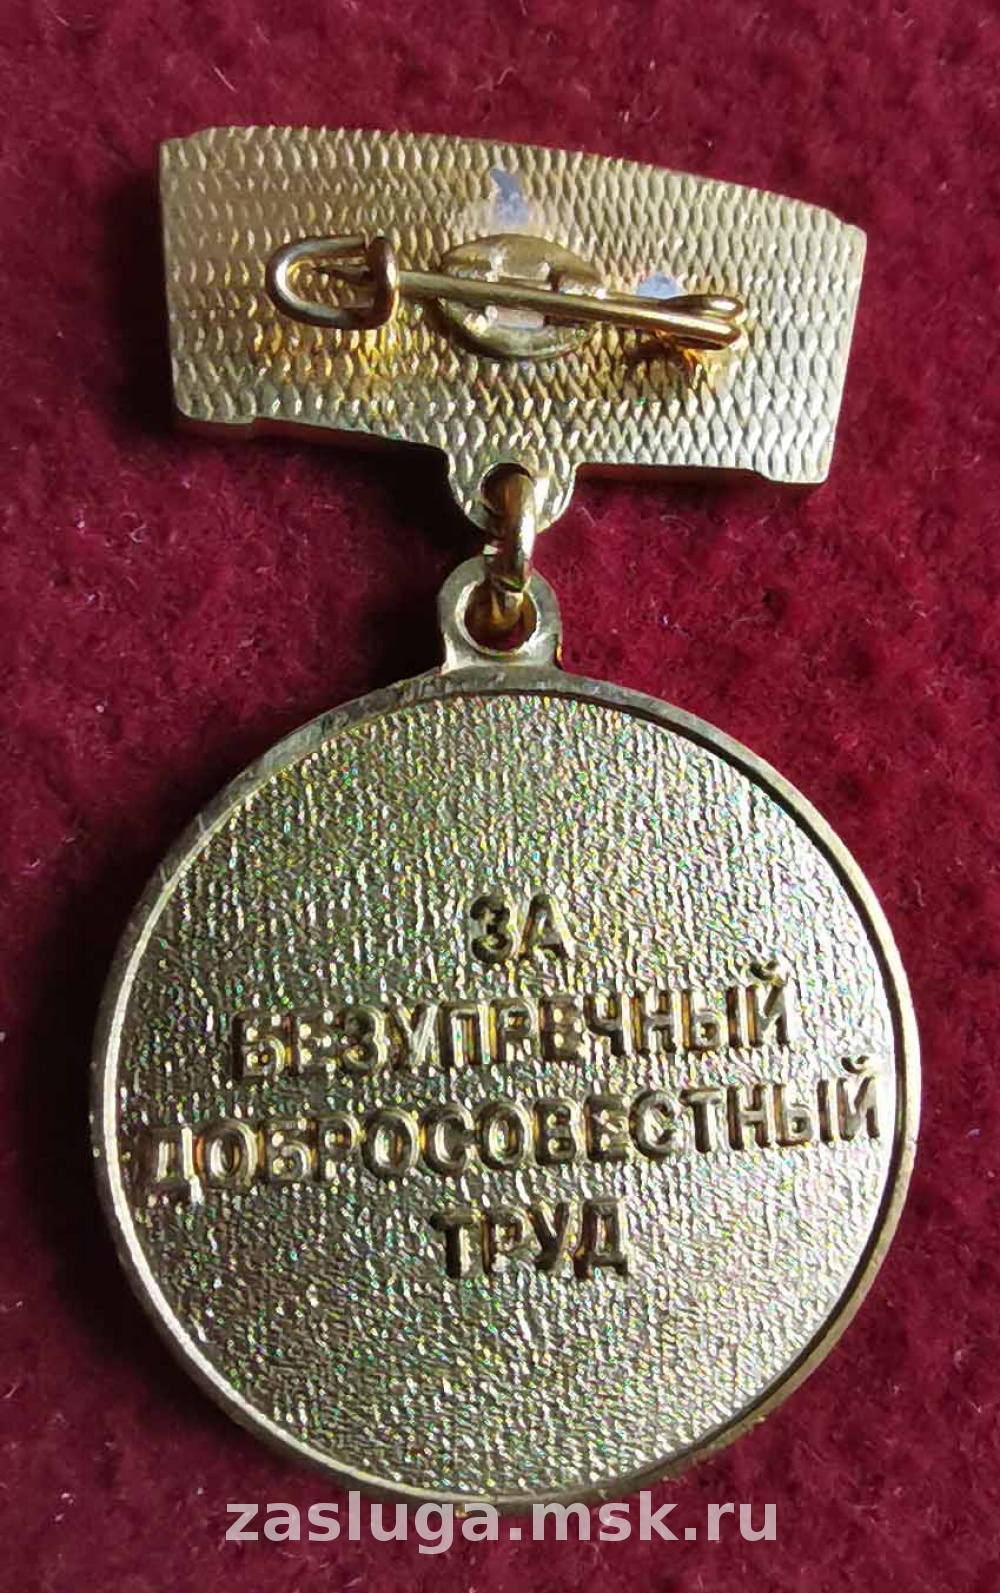 ЗА
БЕЗУПРЕЧНЫЙ
ДОБРОСОВЕСТНЫЙ
ТРУД
zasluga.msk.ru